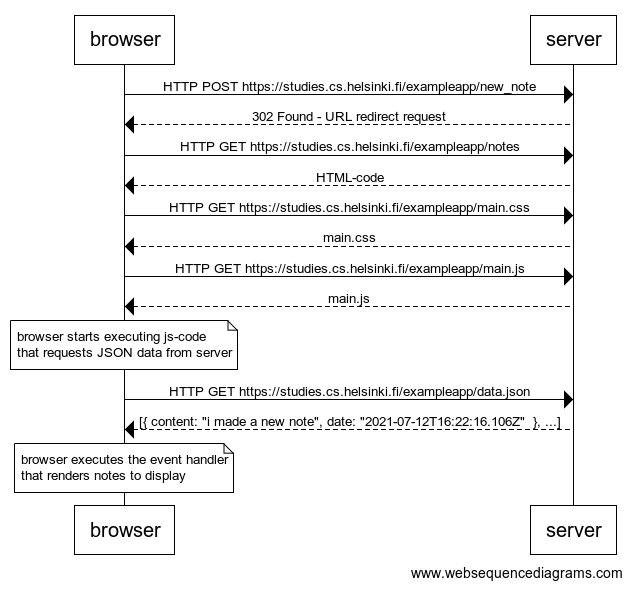 browser
server
HTTP POST https://studies.cs.helsinki.fi/exampleapp/new_note
302 Found - URL redirect request
HTTP GET https://studies.cs.helsinki.fi/exampleapp/notes
HTML-code
HTTP GET https://studies.cs.helsinki.fi/exampleapp/main.css
main.css
HTTP GET https://studies.cs.helsinki.fi/exampleapp/main.js
main.js
browser starts executing js-code
that requests JSON data from server
HTTP GET https://studies.cs.helsinki.fi/exampleapp/data.json
[{ content: "i made a new note", date: "2021-07-12T16:22:16.106Z"  }, ...]
browser executes the event handler
that renders notes to display
browser
server
www.websequencediagrams.com